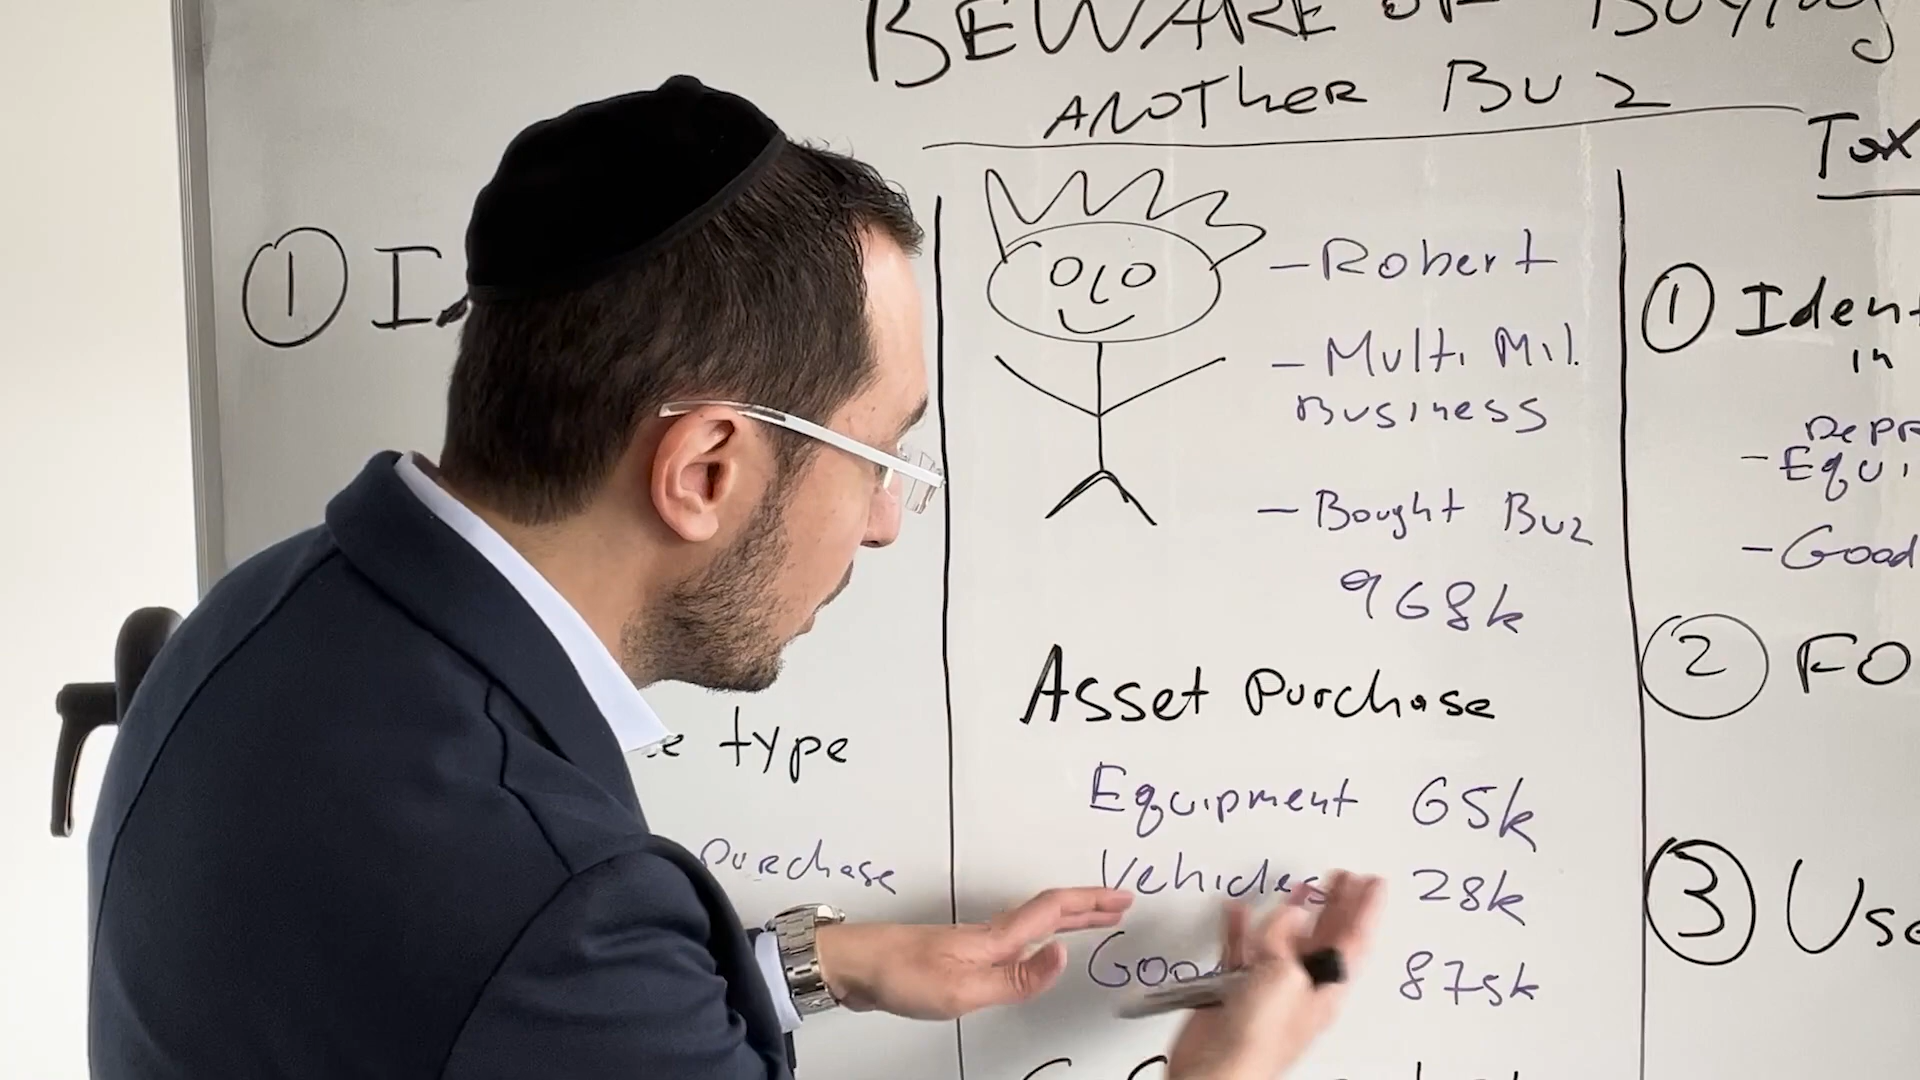 BEWARE OF Buying
ANOTHER BUZ
① I
type
Purchase
- Robert
- Multi Mil.
Business
- Bought Buz
968k
Asset Purchase
Equipment 65k
Vehicles 28k
Goo 875k
Tax
① Iden
in
Depr
- Equi
- Good
② FO
③ Use